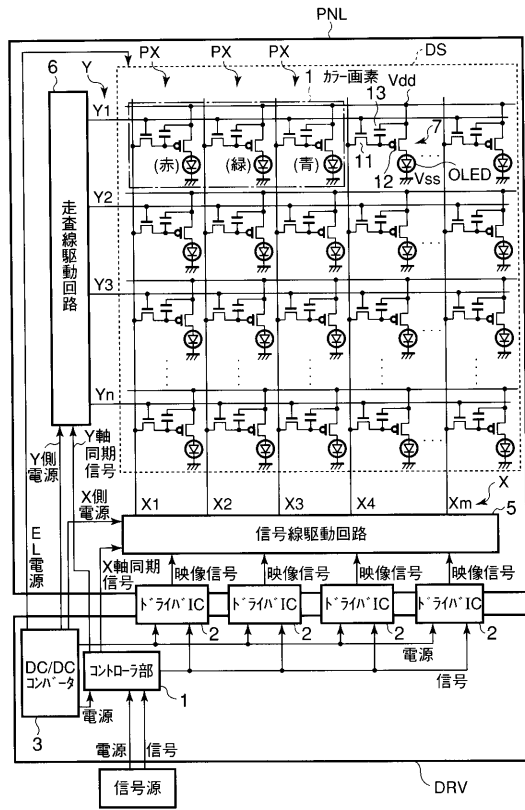 PNL
PX PX PX DS
6 Y 1 カラー画素 Vdd
13
Y1
7
(赤) (緑) (青) 11 12 Vss OLED
走査線駆動回路
Y2
Y3
Yn
Y側電源
Y軸同期信号
X側電源
X1 X2 X3 X4 Xm X
5
信号線駆動回路
EL電源
X軸同期信号
映像信号 映像信号 映像信号 映像信号
ドライバIC ドライバIC ドライバIC ドライバIC
2 2 2 2
電源
DC/DCコンバータ
コントローラ部
信号
3 電源 1
電源 信号
信号源
DRV